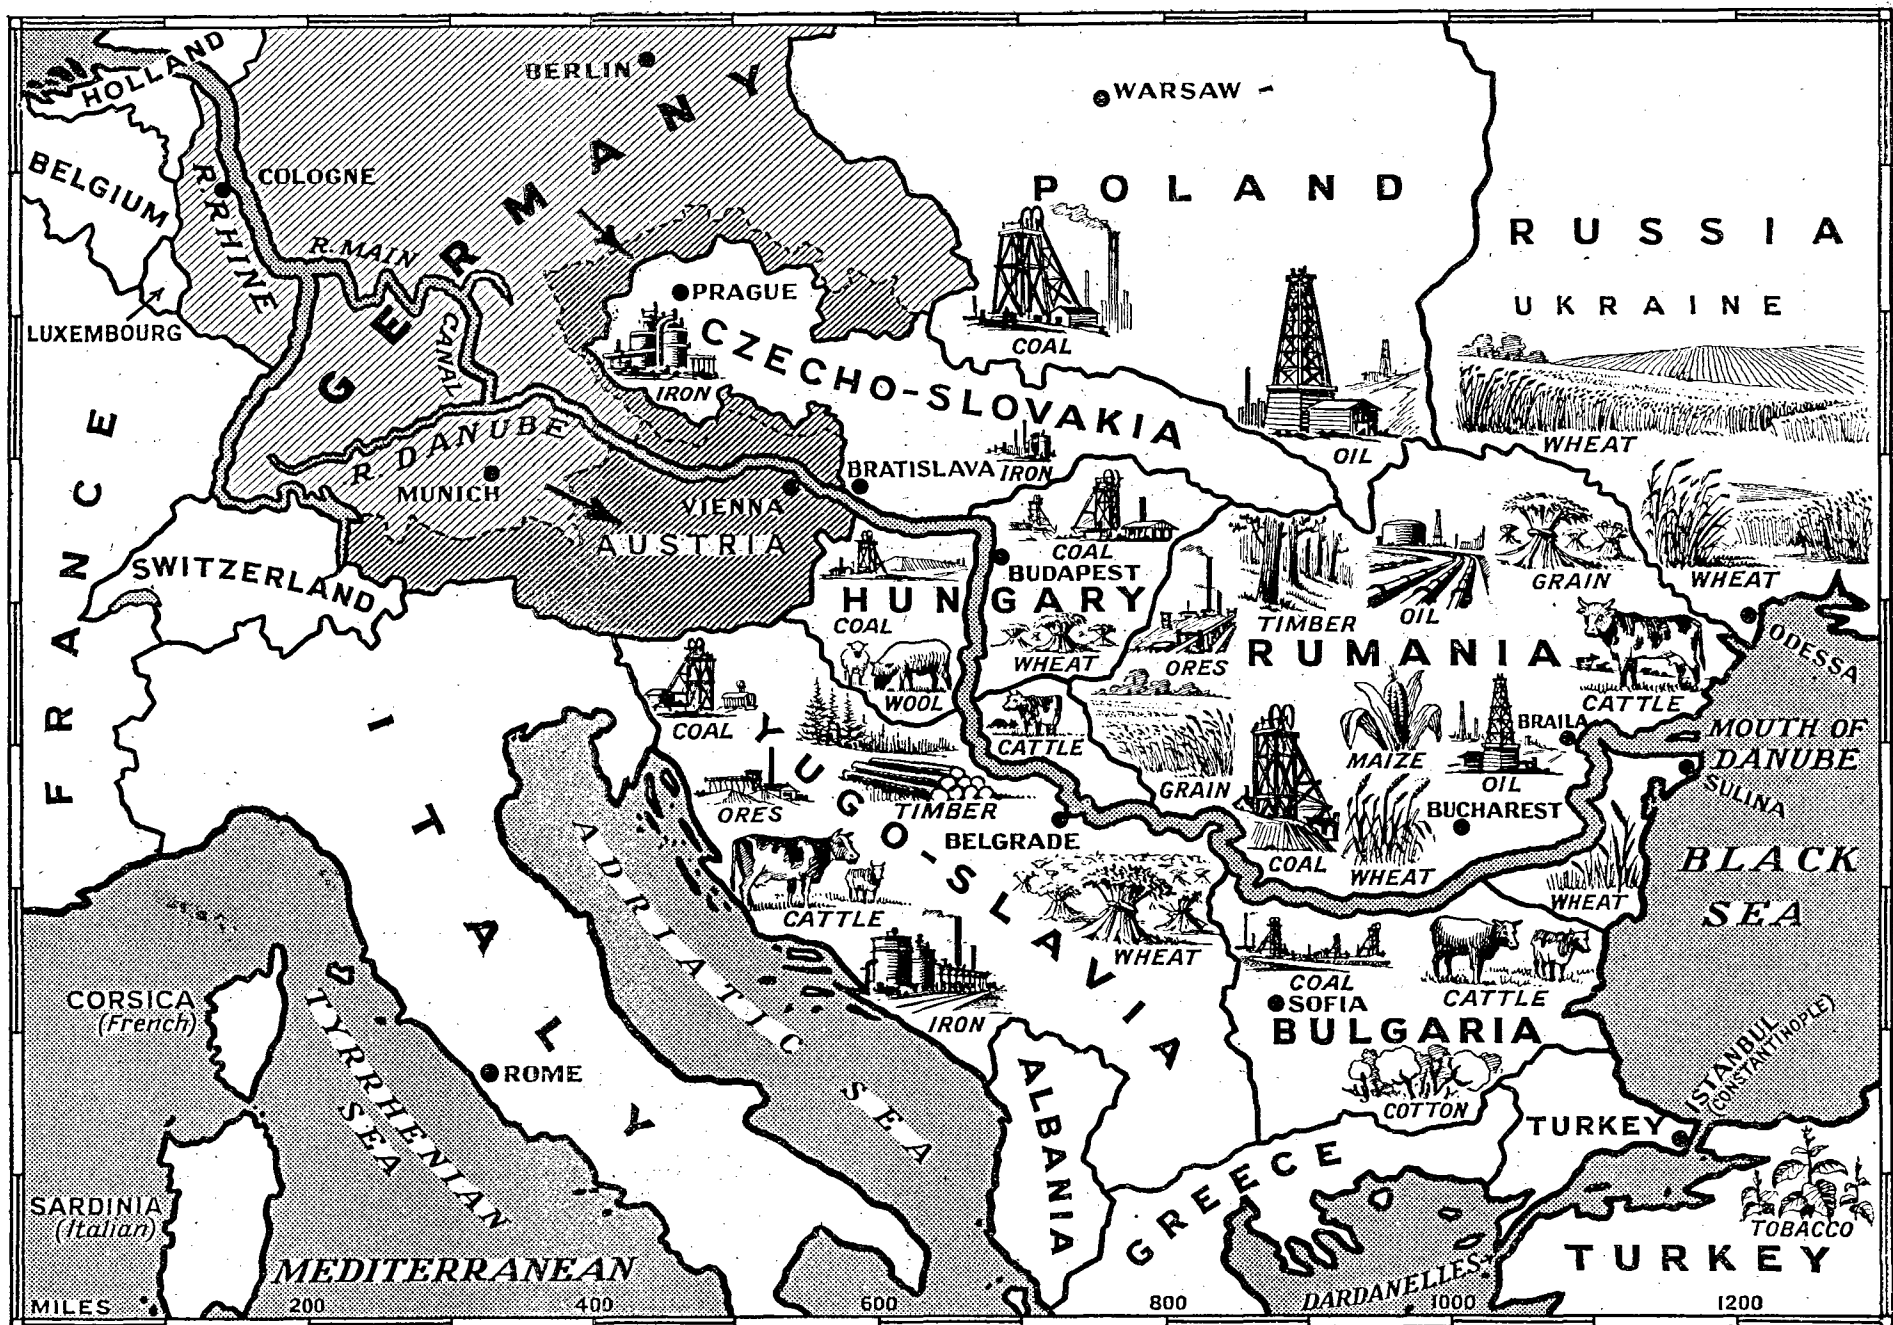 HOLLAND
BERLIN
GERMANY
WARSAW
POLAND
RUSSIA
UKRAINE
BELGIUM
COLOGNE
R. RHINE
R. MAIN
CANAL
LUXEMBOURG
PRAGUE
CZECHO-SLOVAKIA
IRON
COAL
OIL
WHEAT
FRANCE
R. DANUBE
MUNICH
VIENNA
AUSTRIA
BRATISLAVA
IRON
SWITZERLAND
COAL
BUDAPEST
HUNGARY
COAL
WHEAT
WOOL
TIMBER
OIL
GRAIN
WHEAT
ORES
RUMANIA
CATTLE
ODESSA
ITALY
COAL
YUGO-SLAVIA
CATTLE
GRAIN
MAIZE
OIL
BRAILA
MOUTH OF
DANUBE
SULINA
ORES
TIMBER
BELGRADE
COAL
WHEAT
BUCHAREST
WHEAT
BLACK
SEA
ADRIATIC SEA
CATTLE
IRON
WHEAT
COAL
SOFIA
CATTLE
BULGARIA
COTTON
CORSICA
(French)
ROME
TYRRHENIAN
SEA
ALBANIA
GREECE
TURKEY
ISTANBUL
(CONSTANTINOPLE)
SARDINIA
(Italian)
MEDITERRANEAN
DARDANELLES
TOBACCO
TURKEY
MILES 200 400 600 800 1000 1200